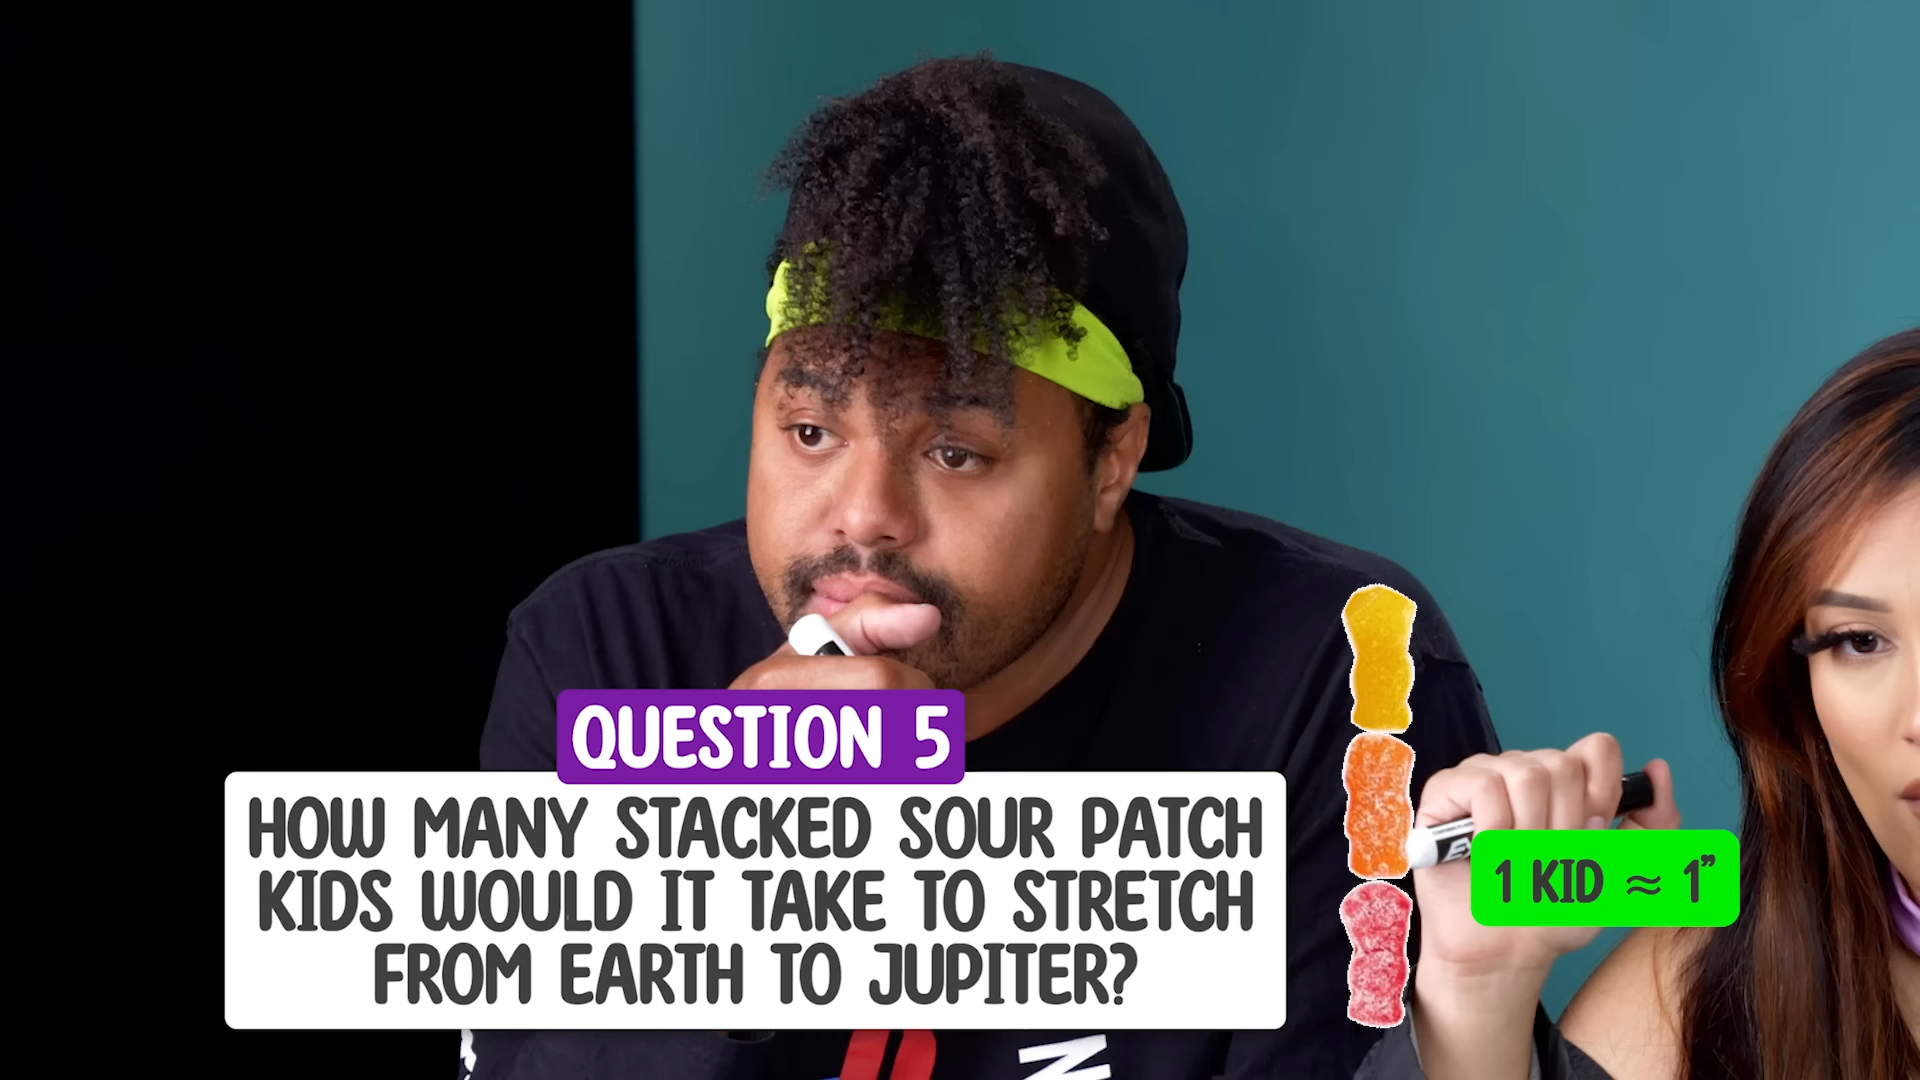 QUESTION 5
HOW MANY STACKED SOUR PATCH
KIDS WOULD IT TAKE TO STRETCH
FROM EARTH TO JUPITER?
1 KID ≈ 1”
N